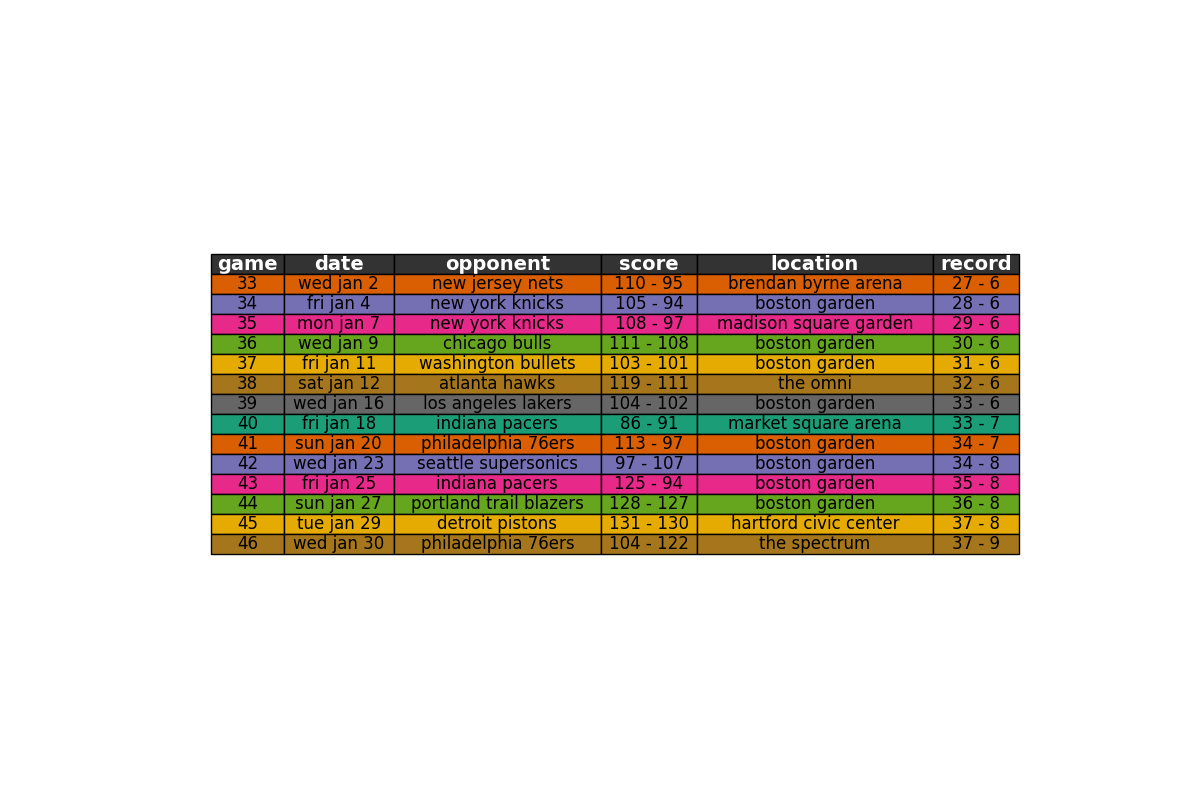 game date opponent score location record
33 wed jan 2 new jersey nets 110 - 95 brendan byrne arena 27 - 6
34 fri jan 4 new york knicks 105 - 94 boston garden 28 - 6
35 mon jan 7 new york knicks 108 - 97 madison square garden 29 - 6
36 wed jan 9 chicago bulls 111 - 108 boston garden 30 - 6
37 fri jan 11 washington bullets 103 - 101 boston garden 31 - 6
38 sat jan 12 atlanta hawks 119 - 111 the omni 32 - 6
39 wed jan 16 los angeles lakers 104 - 102 boston garden 33 - 6
40 fri jan 18 indiana pacers 86 - 91 market square arena 33 - 7
41 sun jan 20 philadelphia 76ers 113 - 97 boston garden 34 - 7
42 wed jan 23 seattle supersonics 97 - 107 boston garden 34 - 8
43 fri jan 25 indiana pacers 125 - 94 boston garden 35 - 8
44 sun jan 27 portland trail blazers 128 - 127 boston garden 36 - 8
45 tue jan 29 detroit pistons 131 - 130 hartford civic center 37 - 8
46 wed jan 30 philadelphia 76ers 104 - 122 the spectrum 37 - 9